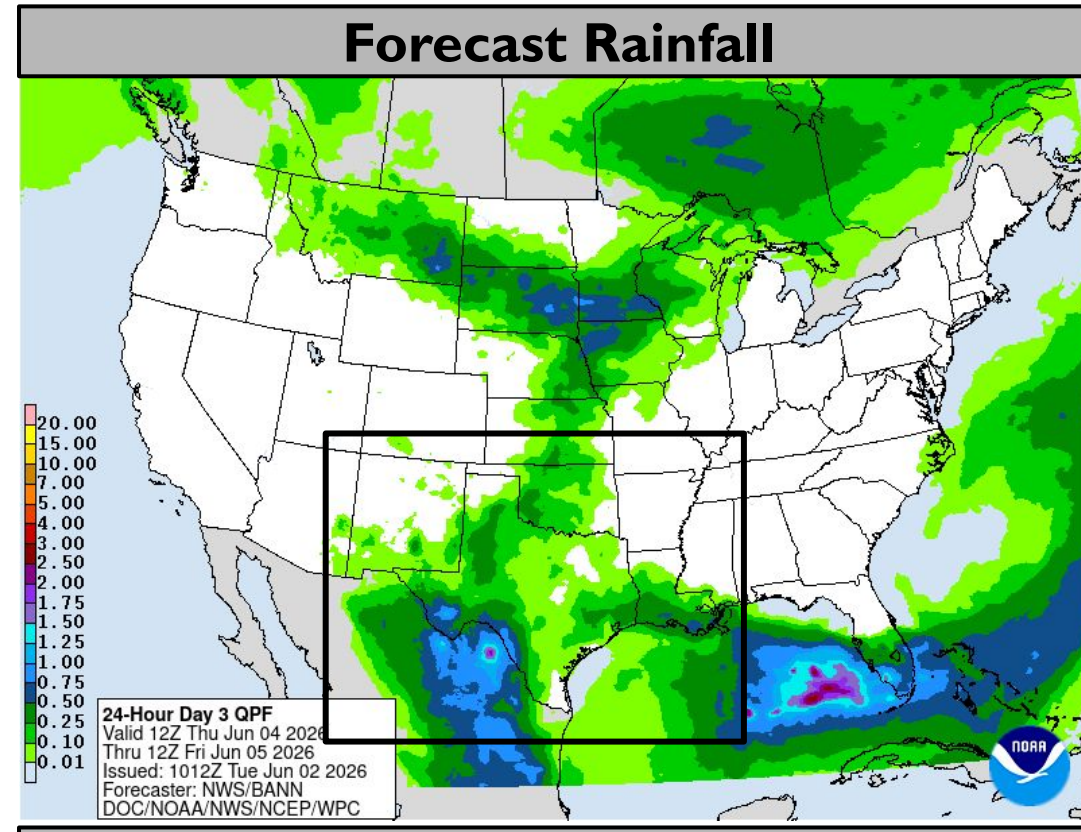 Forecast Rainfall
20.00
15.00
10.00
7.00
5.00
4.00
3.00
2.50
2.00
1.75
1.50
1.25
1.00
0.75
0.50
0.25
0.10
0.01
24-Hour Day 3 QPF
Valid 12Z Thu Jun 04 2026
Thru 12Z Fri Jun 05 2026
Issued: 1012Z Tue Jun 02 2026
Forecaster: NWS/BANN
DOC/NOAA/NWS/NCEP/WPC
NOAA